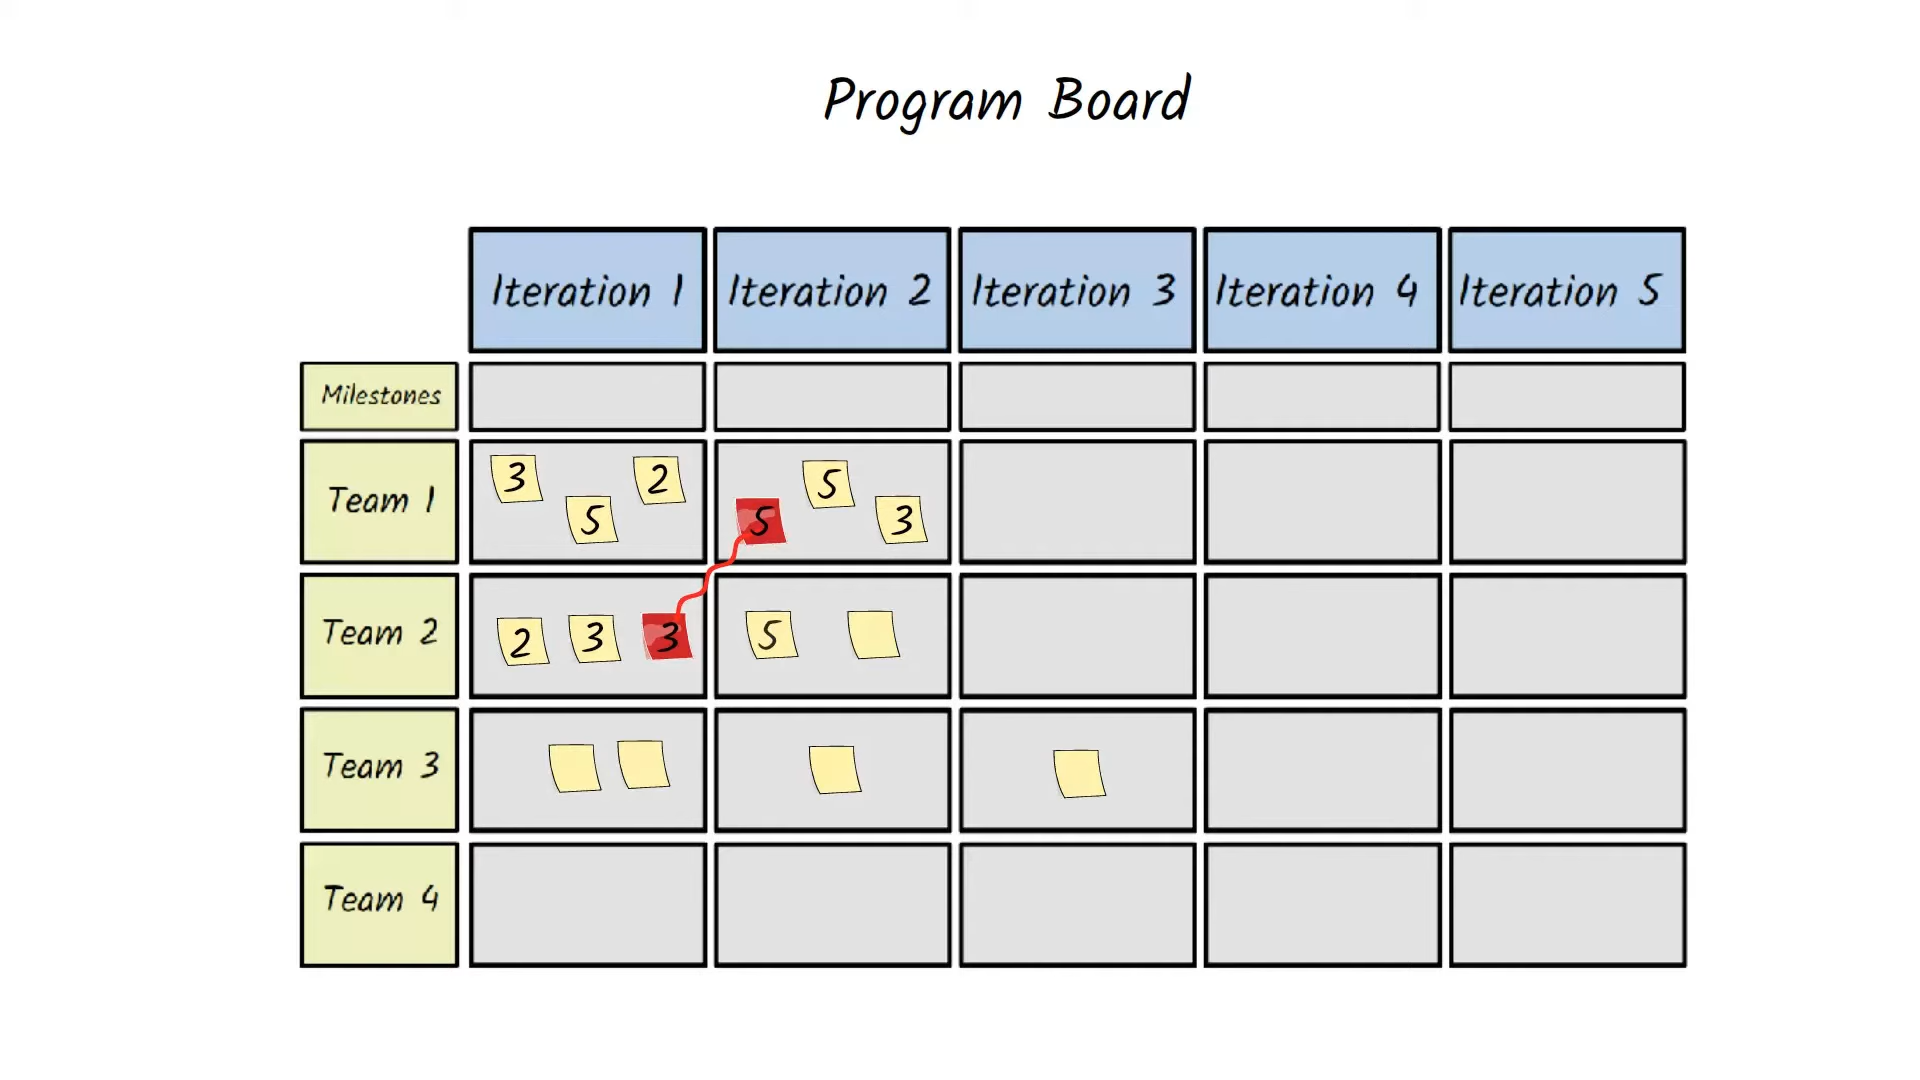 Program Board
Iteration 1 Iteration 2 Iteration 3 Iteration 4 Iteration 5
Milestones
Team 1 3 5 2 5 5 3
Team 2 2 3 3 5
Team 3
Team 4